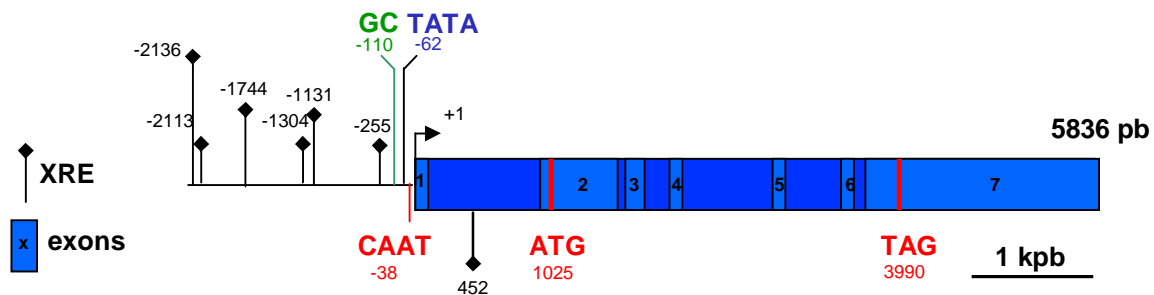 GC TATA
-110 -62
-2136
-1744
-1131
-2113
-1304
-255
+1
5836 pb
XRE
1 2 3 4 5 6 7
x exons
CAAT
-38
ATG
1025
TAG
3990
1 kpb
452